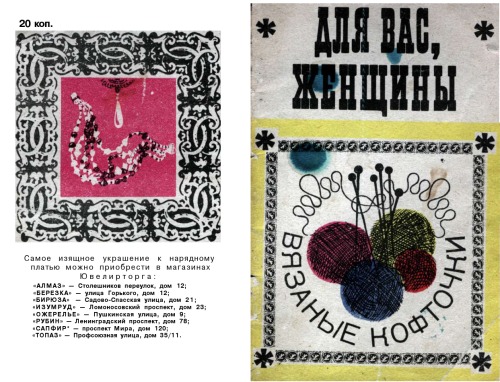 20 коп.
Самое изящное украшение к нарядному
платью можно приобрести в магазинах
Ювелирторга:
«АЛМАЗ» — Столешников переулок, дом 12;
«БЕРЕЗКА» — улица Горького, дом 12;
«БИРЮЗА» — Садово-Спасская улица, дом 21;
«ИЗУМРУД» — Ломоносовский проспект, дом 23;
«ОЖЕРЕЛЬЕ» — Пушкинская улица, дом 9;
«РУБИН» — Ленинградский проспект, дом 78;
«САПФИР" — проспект Мира, дом 120;
«ТОПАЗ» — Профсоюзная улица, дом 35/11.
ДЛЯ ВАС,
ЖЕНЩИНЫ
ВЯЗАНЫЕ КОФТОЧКИ